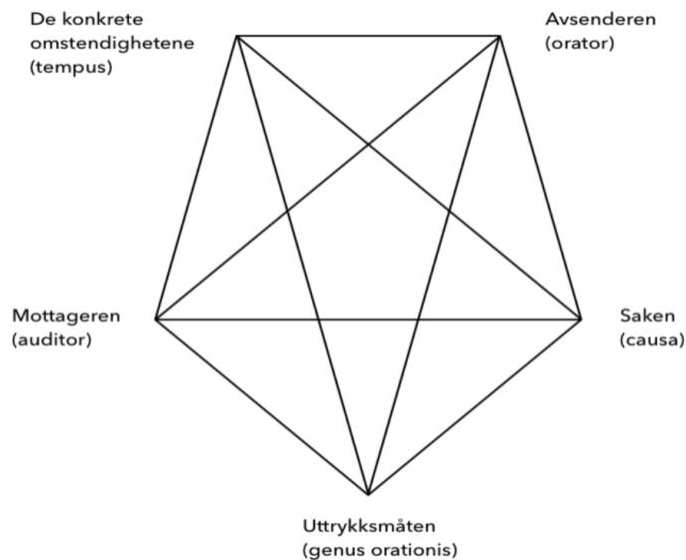 De konkrete
omstendighetene
(tempus)
Avsenderen
(orator)
Mottageren
(auditor)
Saken
(causa)
Uttrykksmåten
(genus orationis)